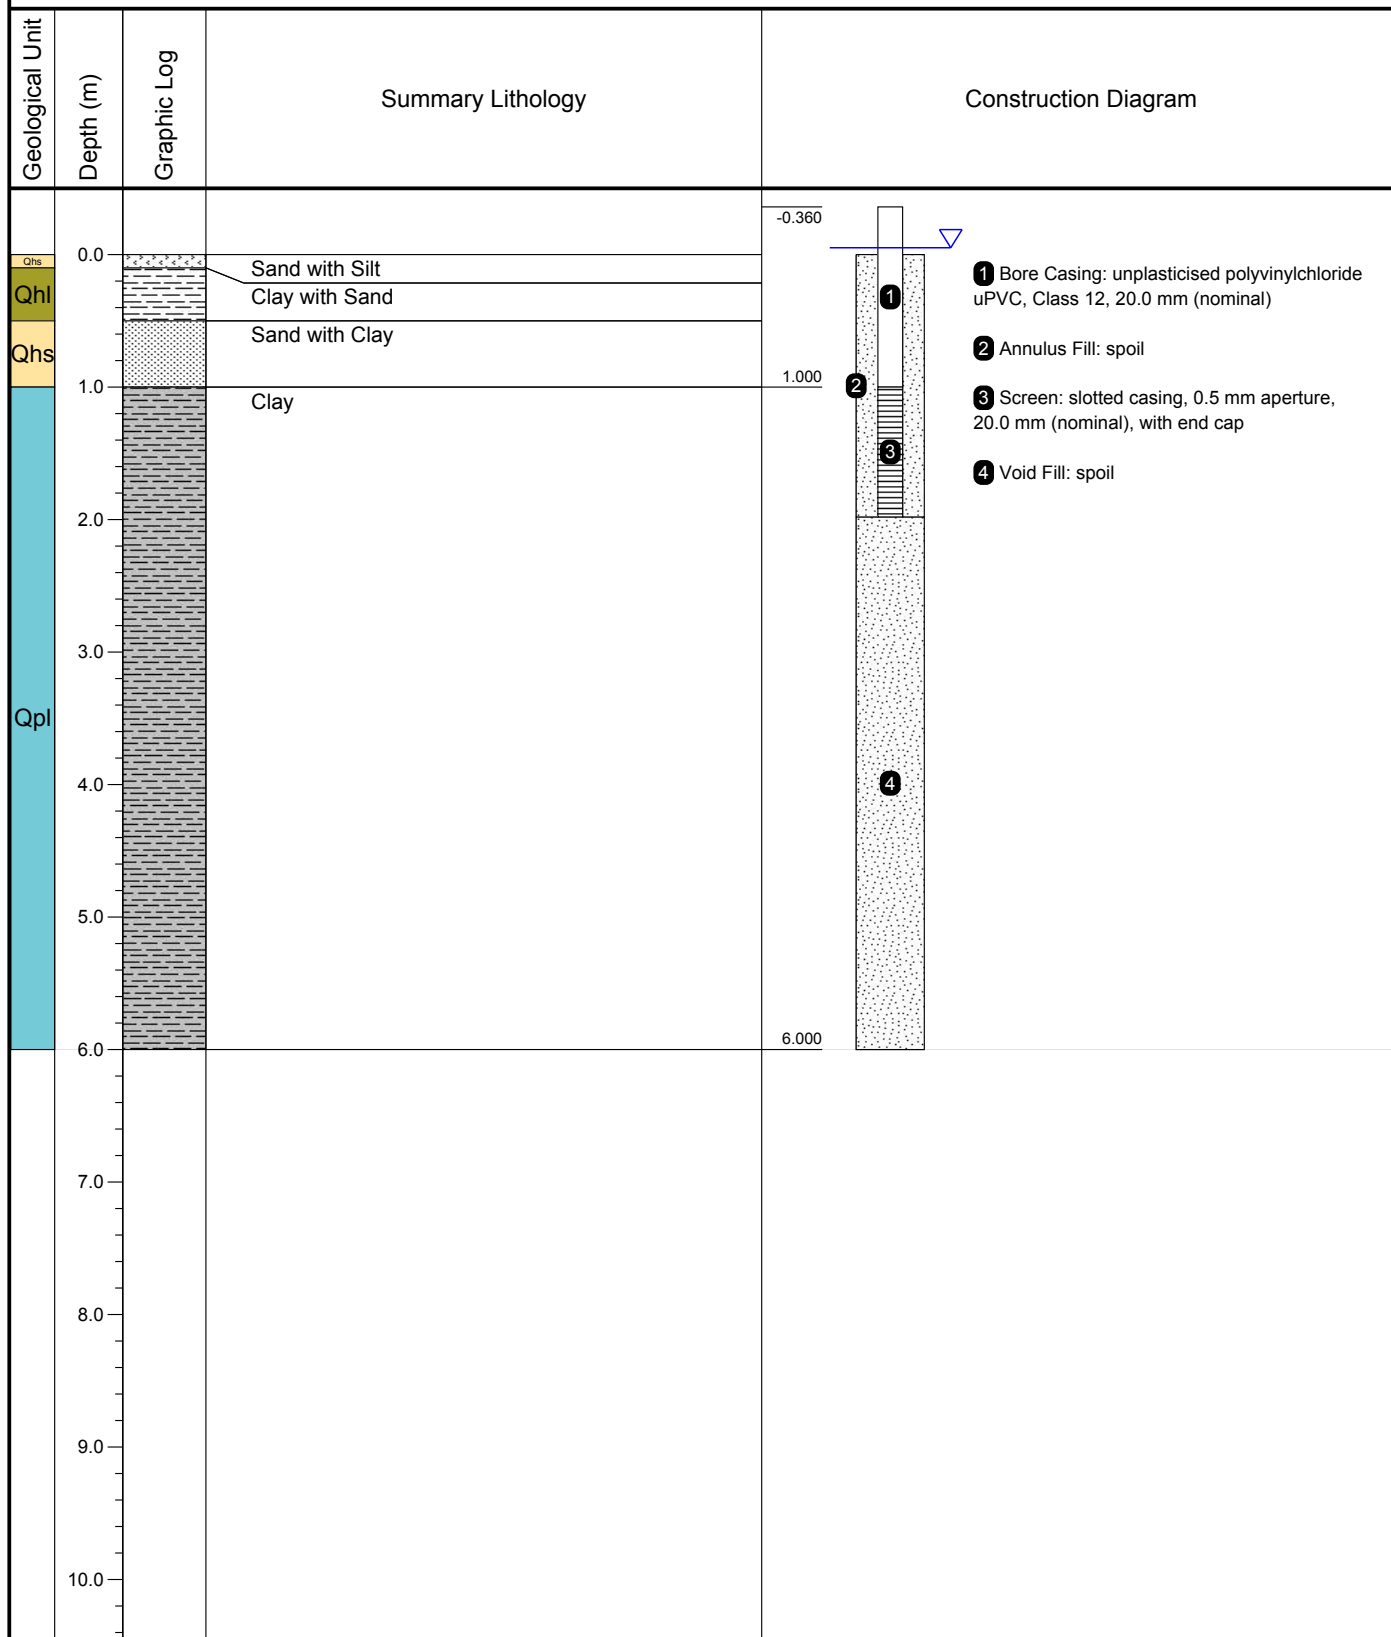 Geological Unit
Depth (m)
Graphic Log
Summary Lithology
Construction Diagram
-0.360
0.0
Qhs
Sand with Silt
1 Bore Casing: unplasticised polyvinylchloride
uPVC, Class 12, 20.0 mm (nominal)
Qhl
Clay with Sand
1
Sand with Clay
2 Annulus Fill: spoil
Qhs
1.0
1.000
2
Clay
3 Screen: slotted casing, 0.5 mm aperture,
20.0 mm (nominal), with end cap
3
4 Void Fill: spoil
2.0
3.0
Qpl
4.0
4
5.0
6.0
6.000
7.0
8.0
9.0
10.0